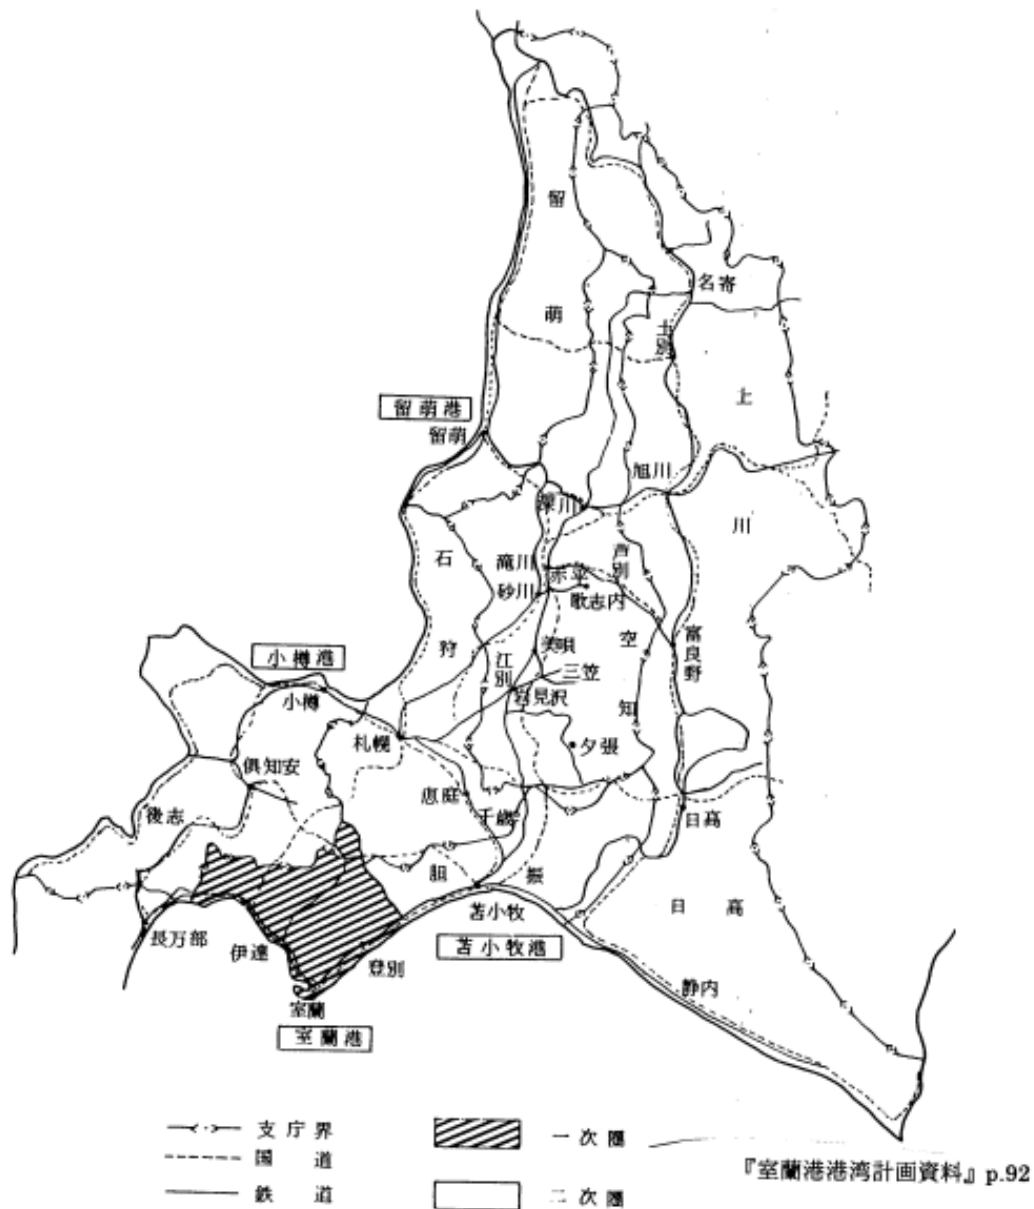 留
萌
名寄
士別
上
留萌港
留萌
旭川
深川
川
石
滝川
芦別
赤平
砂川
歌志内
狩
美唄
空
富良野
小樽港
江別
三笠
小樽
岩見沢
知
札幌
夕張
倶知安
恵庭
千歳
後志
日高
胆
振
苫小牧
日高
長万部
伊達
苫小牧港
登別
静内
室蘭
室蘭港
支庁界
一次圏
国道
『室蘭港港湾計画資料』p.92
鉄道
二次圏